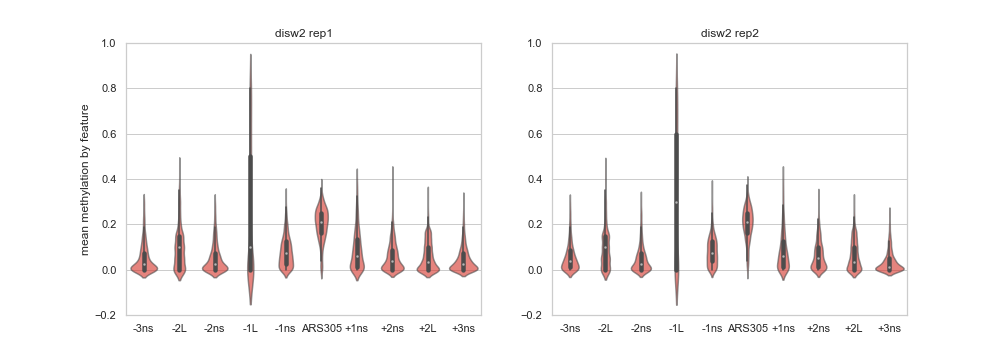 disw2 rep1
mean methylation by feature
1.0
0.8
0.6
0.4
0.2
0.0
−0.2
-3ns -2L -2ns -1L -1ns ARS305 +1ns +2ns +2L +3ns
disw2 rep2
1.0
0.8
0.6
0.4
0.2
0.0
−0.2
-3ns -2L -2ns -1L -1ns ARS305 +1ns +2ns +2L +3ns